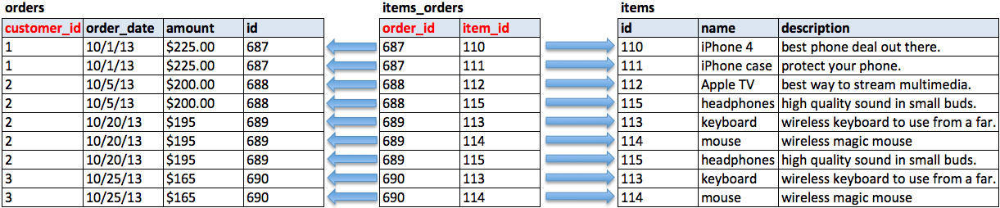 orders items_orders items
customer_id order_date amount id order_id item_id id name description
1 10/1/13 $225.00 687 687 110 110 iPhone 4 best phone deal out there.
1 10/1/13 $225.00 687 687 111 111 iPhone case protect your phone.
2 10/5/13 $200.00 688 688 112 112 Apple TV best way to stream multimedia.
2 10/5/13 $200.00 688 688 115 115 headphones high quality sound in small buds.
2 10/20/13 $195 689 689 113 113 keyboard wireless keyboard to use from a far.
2 10/20/13 $195 689 689 114 114 mouse wireless magic mouse
2 10/20/13 $195 689 689 115 115 headphones high quality sound in small buds.
3 10/25/13 $165 690 690 113 113 keyboard wireless keyboard to use from a far.
3 10/25/13 $165 690 690 114 114 mouse wireless magic mouse